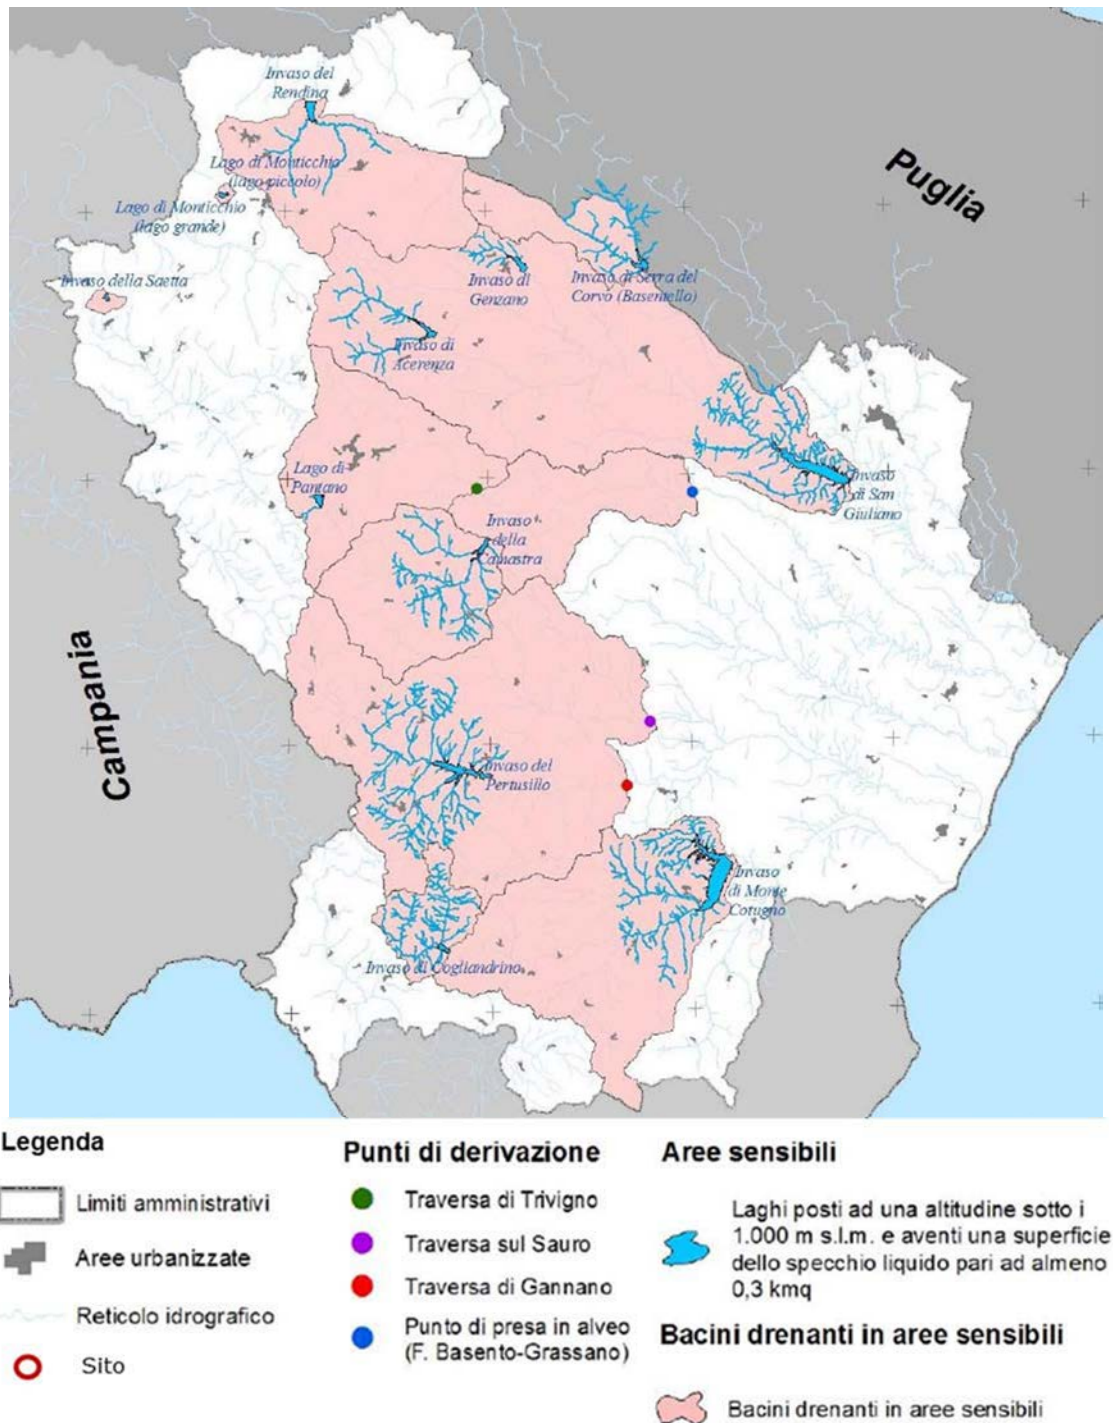 Invaso del
Rendina
Lago di Monticchio
(lago piccolo)
Lago di Monticchio
(lago grande)
Invaso della Saetta
Invaso di
Genzano
Invaso di Serra del
Corvo (Basentello)
Invaso di
Acerenza
Puglia
Lago di
Pantano
Invaso
di San
Giuliano
Invaso
della
Camastra
Campania
Invaso del
Pertusillo
Invaso
di Monte
Cotugno
Invaso di Cogliandrino
Legenda
Limiti amministrativi
Aree urbanizzate
Reticolo idrografico
Sito
Punti di derivazione
Traversa di Trivigno
Traversa sul Sauro
Traversa di Gannano
Punto di presa in alveo
(F. Basento-Grassano)
Aree sensibili
Laghi posti ad una altitudine sotto i
1.000 m s.l.m. e aventi una superficie
dello specchio liquido pari ad almeno
0,3 kmq
Bacini drenanti in aree sensibili
Bacini drenanti in aree sensibili